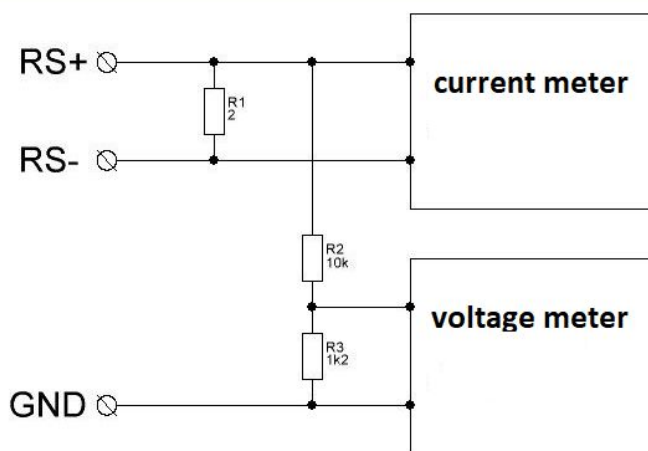 RS+
current meter
R1
2
RS-
R2
10k
voltage meter
R3
1k2
GND